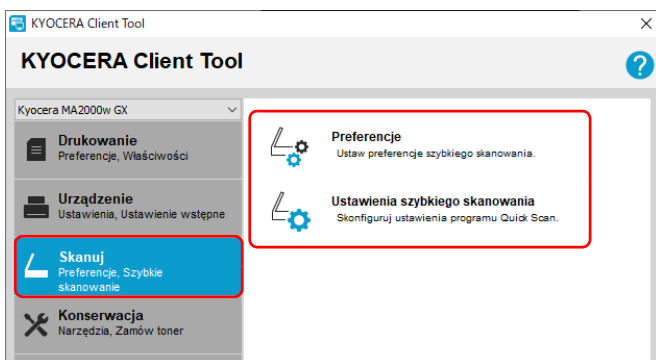 KYOCERA Client Tool
KYOCERA Client Tool
?
Kyocera MA2000w GX
Drukowanie
Preferencje, Właściwości
Urządzenie
Ustawienia, Ustawienie wstępne
Skanuj
Preferencje, Szybkie
skanowanie
Konserwacja
Narzędzia, Zamów toner
Preferencje
Ustaw preferencje szybkiego skanowania.
Ustawienia szybkiego skanowania
Skonfiguruj ustawienia programu Quick Scan.